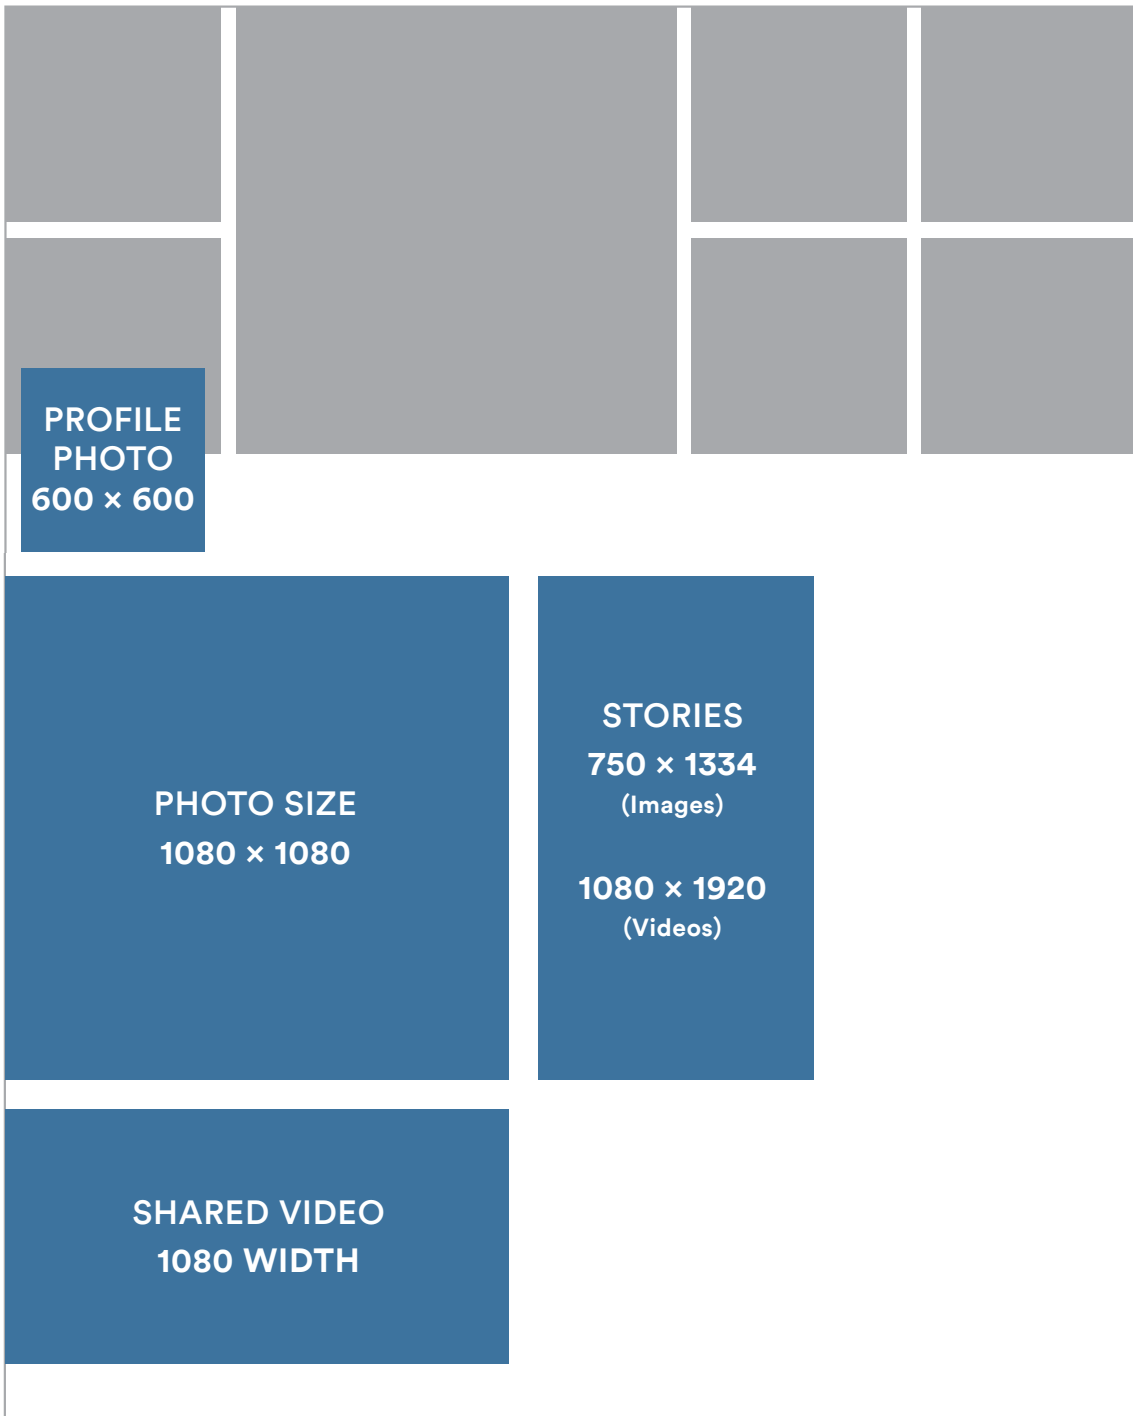 PROFILE
PHOTO
600 × 600
PHOTO SIZE
1080 × 1080
STORIES
750 × 1334
(Images)
1080 × 1920
(Videos)
SHARED VIDEO
1080 WIDTH